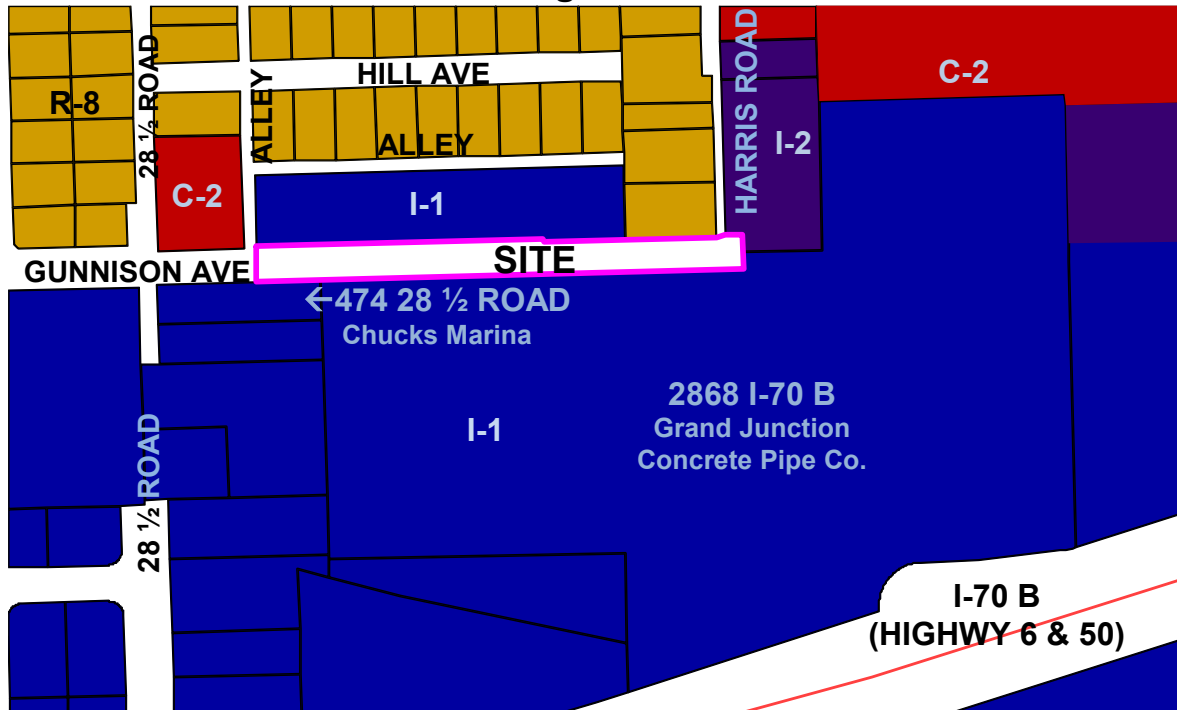 28 ½ ROAD
HILL AVE
HARRIS ROAD
C-2
R-8
ALLEY
ALLEY
I-2
C-2
I-1
GUNNISON AVE
SITE
←474 28 ½ ROAD
Chucks Marina
2868 I-70 B
Grand Junction
Concrete Pipe Co.
I-1
28 ½ ROAD
I-70 B
(HIGHWY 6 & 50)